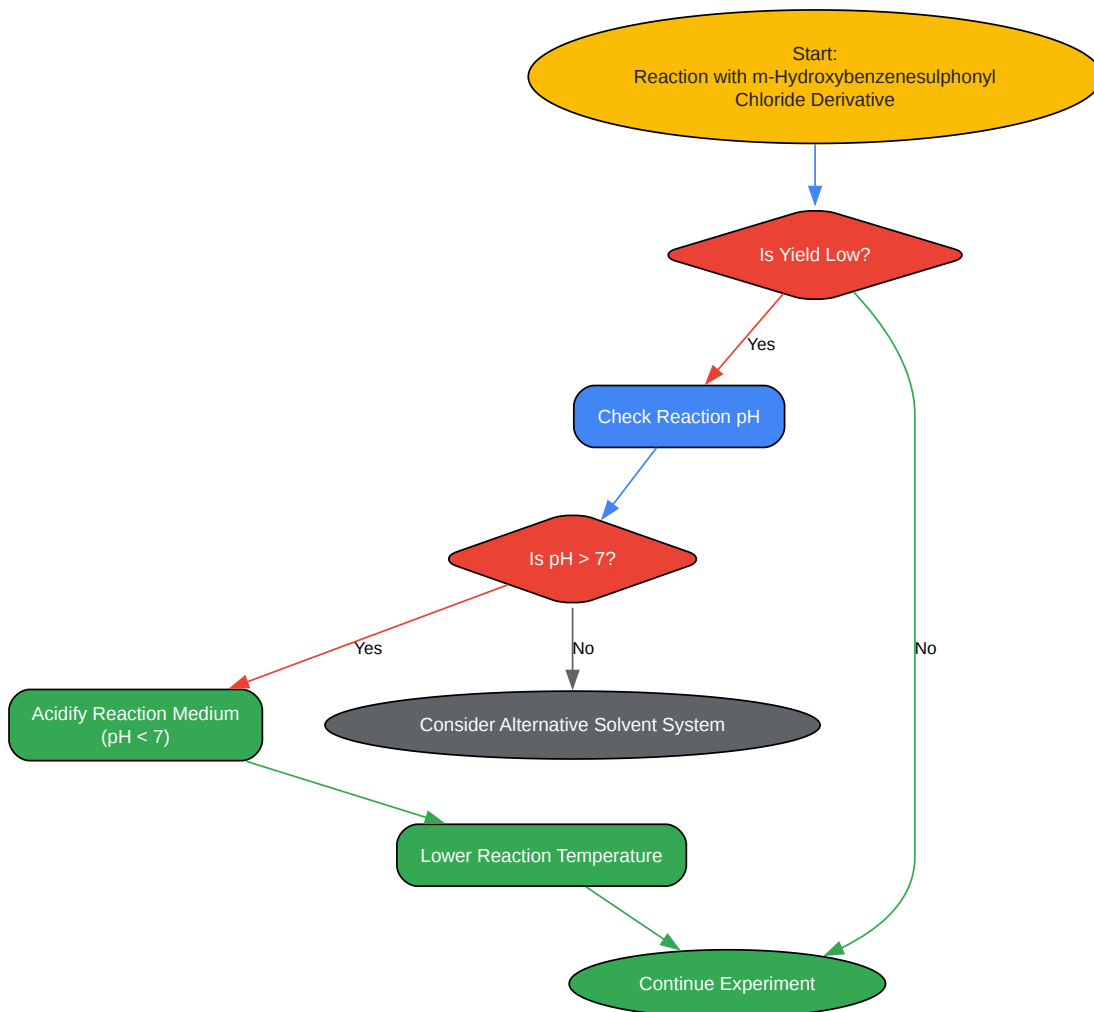 Start:
Reaction with m-Hydroxybenzenesulphonyl
Chloride Derivative
Is Yield Low?
Yes
Check Reaction pH
Is pH > 7?
Yes
No
No
Acidify Reaction Medium
(pH < 7)
Consider Alternative Solvent System
Lower Reaction Temperature
Continue Experiment